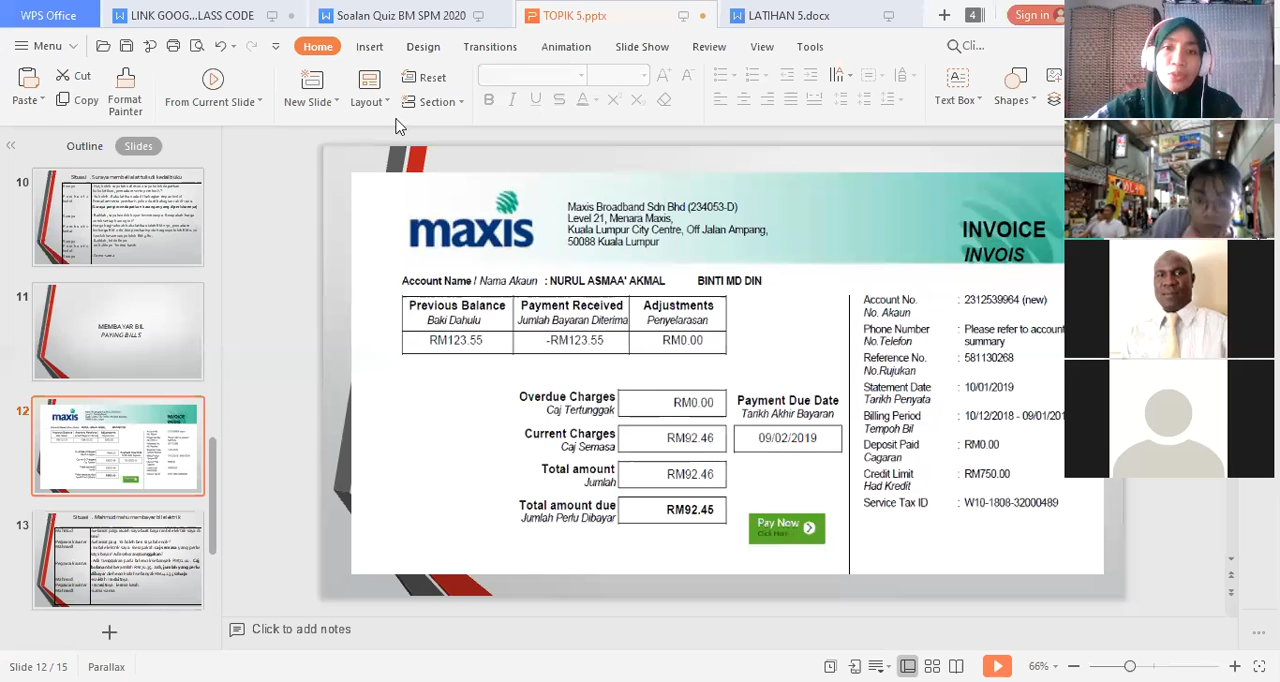 WPS Office
LINK GOOG...LASS CODE
Soalan Quiz BM SPM 2020
TOPIK 5.pptx
LATIHAN 5.docx
4
Sign in
Menu
Home
Insert
Design
Transitions
Animation
Slide Show
Review
View
Tools
Cli...
Paste
Cut
Copy
Format
Painter
From Current Slide
New Slide
Layout
Reset
Section
Text Box
Shapes
Outline
Slides
10
11
MEMBAYAR BIL
PAYING BILLS
12
13
maxis
Maxis Broadband Sdn Bhd (234053-D)
Level 21, Menara Maxis,
Kuala Lumpur City Centre, Off Jalan Ampang,
50088 Kuala Lumpur
INVOICE
INVOIS
Account Name / Nama Akaun : NURUL ASMAA' AKMAL BINTI MD DIN
Previous Balance
Baki Dahulu
Payment Received
Jumlah Bayaran Diterima
Adjustments
Penyelarasan
RM123.55
-RM123.55
RM0.00
Overdue Charges
Caj Tertunggak
RM0.00
Current Charges
Caj Semasa
RM92.46
Total amount
Jumlah
RM92.46
Total amount due
Jumlah Perlu Dibayar
RM92.45
Payment Due Date
Tarikh Akhir Bayaran
09/02/2019
Pay Now
Click Here
Account No. : 2312539964 (new)
No. Akaun
Phone Number : Please refer to account
No.Telefon summary
Reference No. : 581130268
No.Rujukan
Statement Date : 10/01/2019
Tarikh Penyata
Billing Period : 10/12/2018 - 09/01/201
Tempoh Bil
Deposit Paid : RM0.00
Cagaran
Credit Limit : RM750.00
Had Kredit
Service Tax ID : W10-1808-32000489
Click to add notes
Slide 12 / 15
Parallax
66%